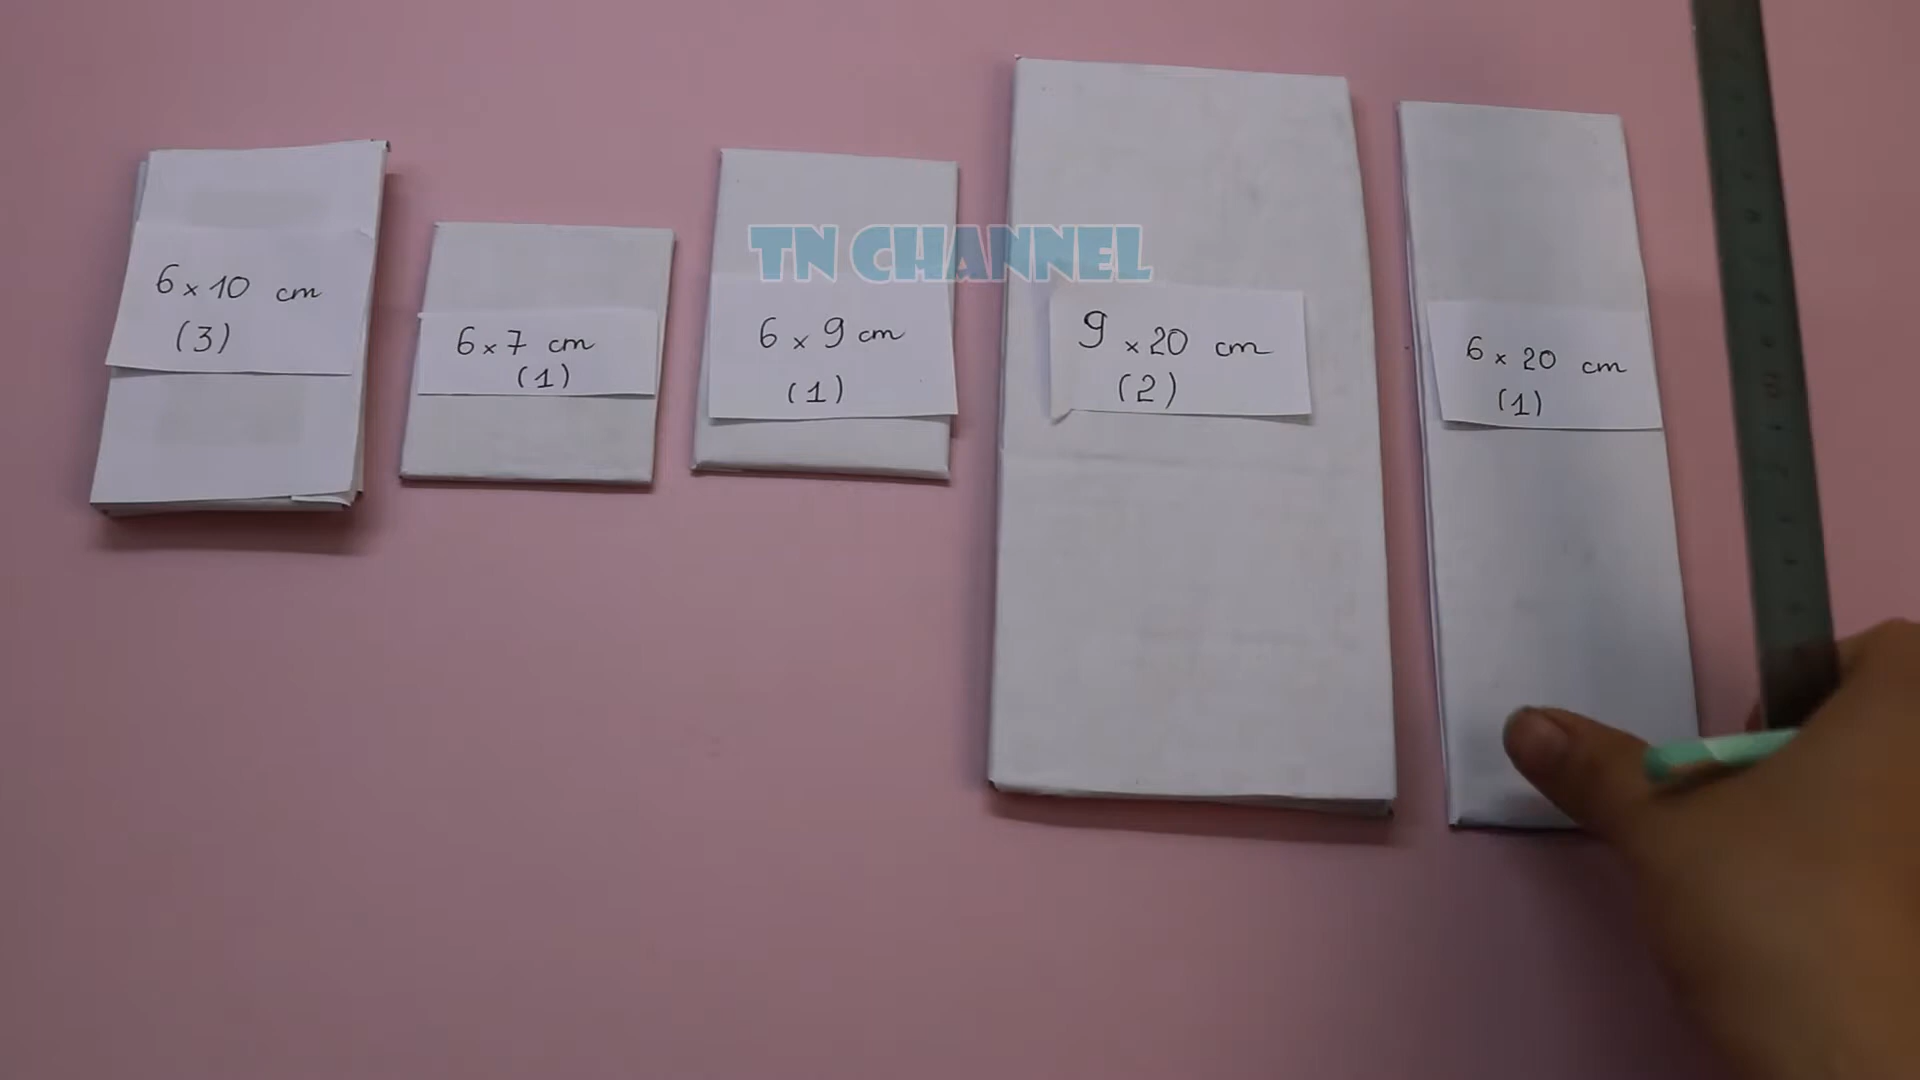 6 x 10 cm
(3)
6 x 7 cm
(1)
6 x 9 cm
(1)
9 x 20 cm
(2)
6 x 20 cm
(1)
TN CHANNEL